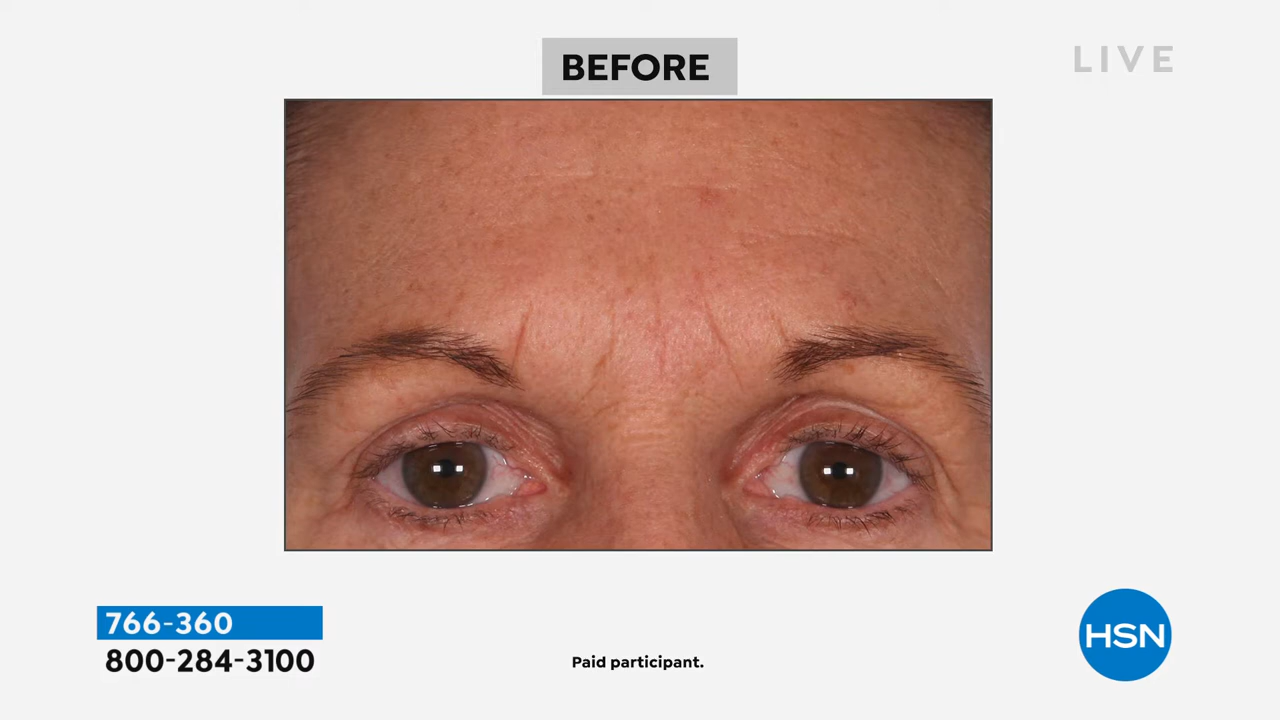 BEFORE
LIVE
766-360
800-284-3100
Paid participant.
HSN